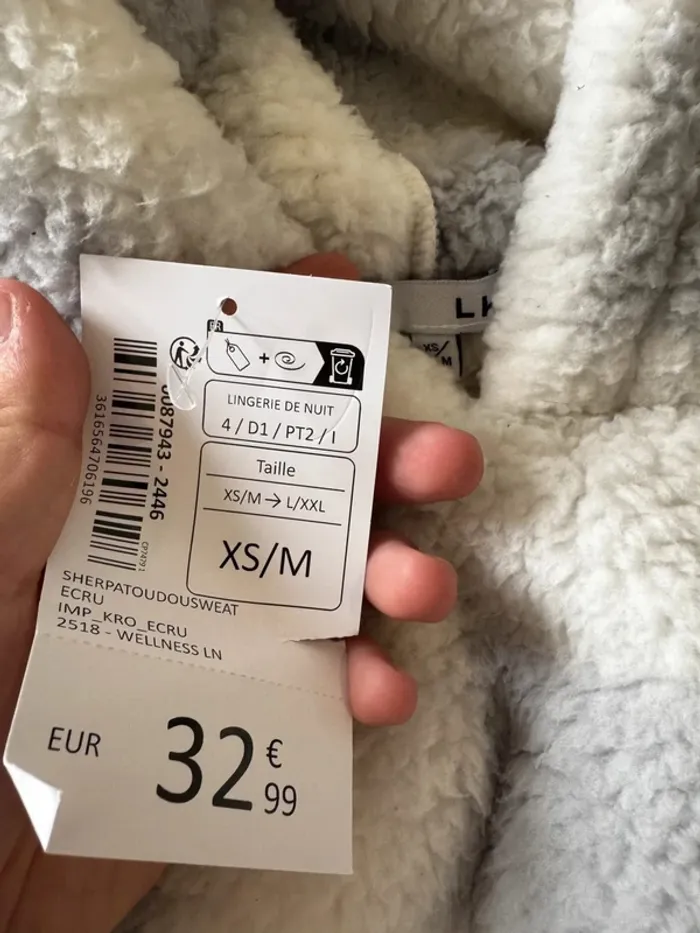 XS/
M
FR
LINGERIE DE NUIT
4 / D1 / PT2 / I
Taille
XS/M → L/XXL
XS/M
3616564706196
SHERPATOUDOUSWEAT
ECRU
IMP_KRO_ECRU
2518 - WELLNESS LN
EUR
32 €
99